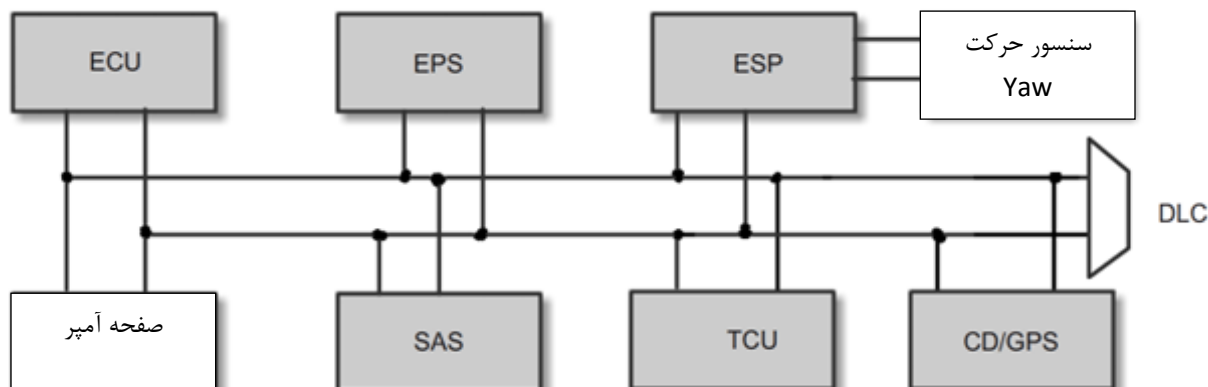 ECU
EPS
ESP
سنسور حرکت
Yaw
DLC
صفحه آمپر
SAS
TCU
CD/GPS